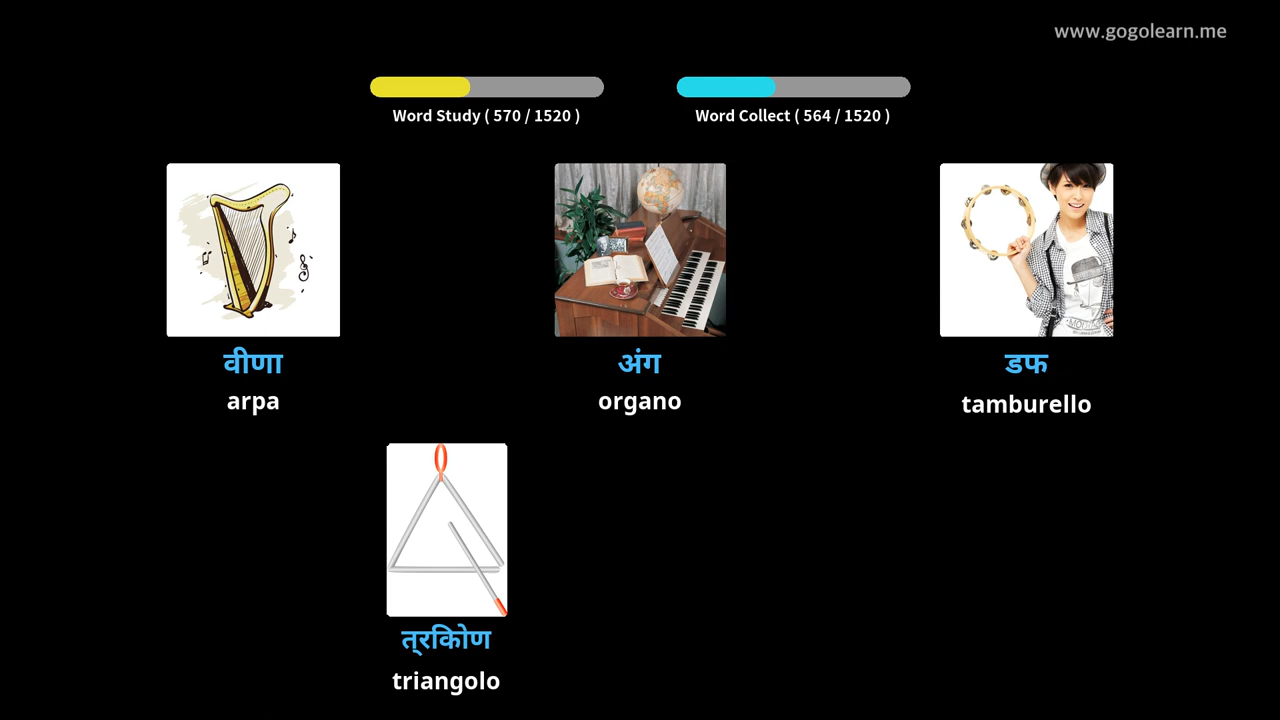 www.gogolearn.me
Word Study ( 570 / 1520 )
Word Collect ( 564 / 1520 )
वीणा
अंग
डफ
arpa
organo
tamburello
त्रकिोण
triangolo